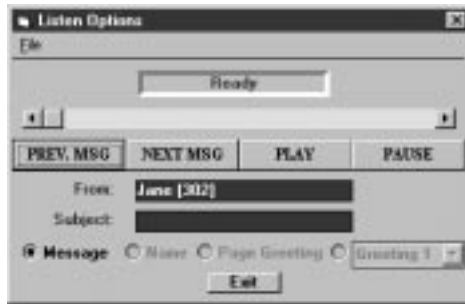 Listen Options
File
Ready
PREV. MSG NEXT MSG PLAY PAUSE
From: Jane [302]
Subject:
Message Name Page Greeting Greeting 1
Exit